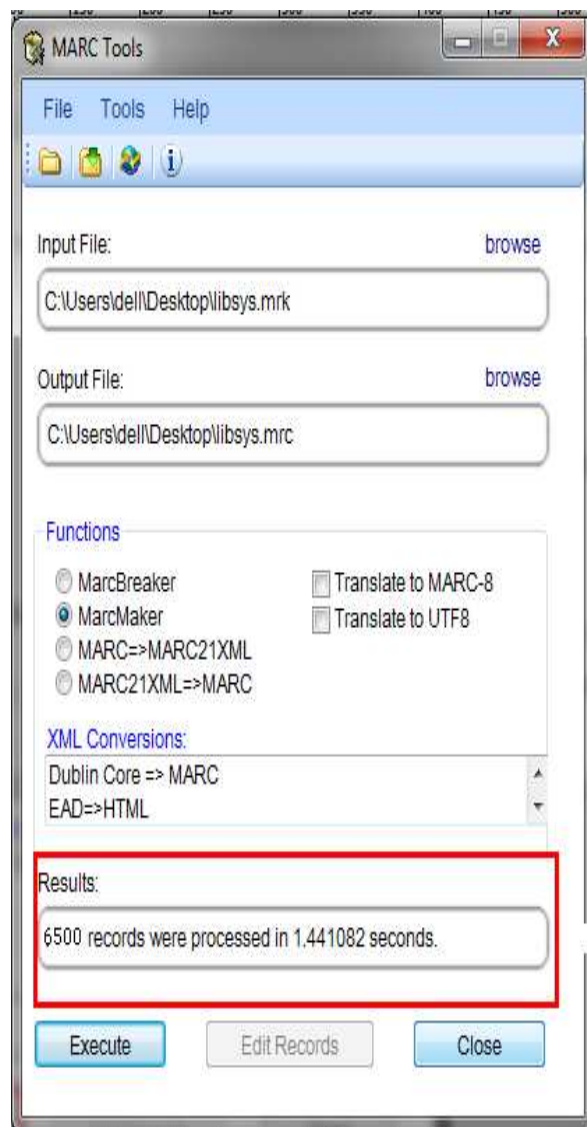 MARC Tools
File Tools Help
Input File: browse
C:\Users\dell\Desktop\libsys.mrk
Output File: browse
C:\Users\dell\Desktop\libsys.mrc
Functions
MarcBreaker Translate to MARC-8
MarcMaker Translate to UTF8
MARC=>MARC21XML
MARC21XML=>MARC
XML Conversions:
Dublin Core => MARC
EAD=>HTML
Results:
6500 records were processed in 1.441082 seconds.
Execute Edit Records Close